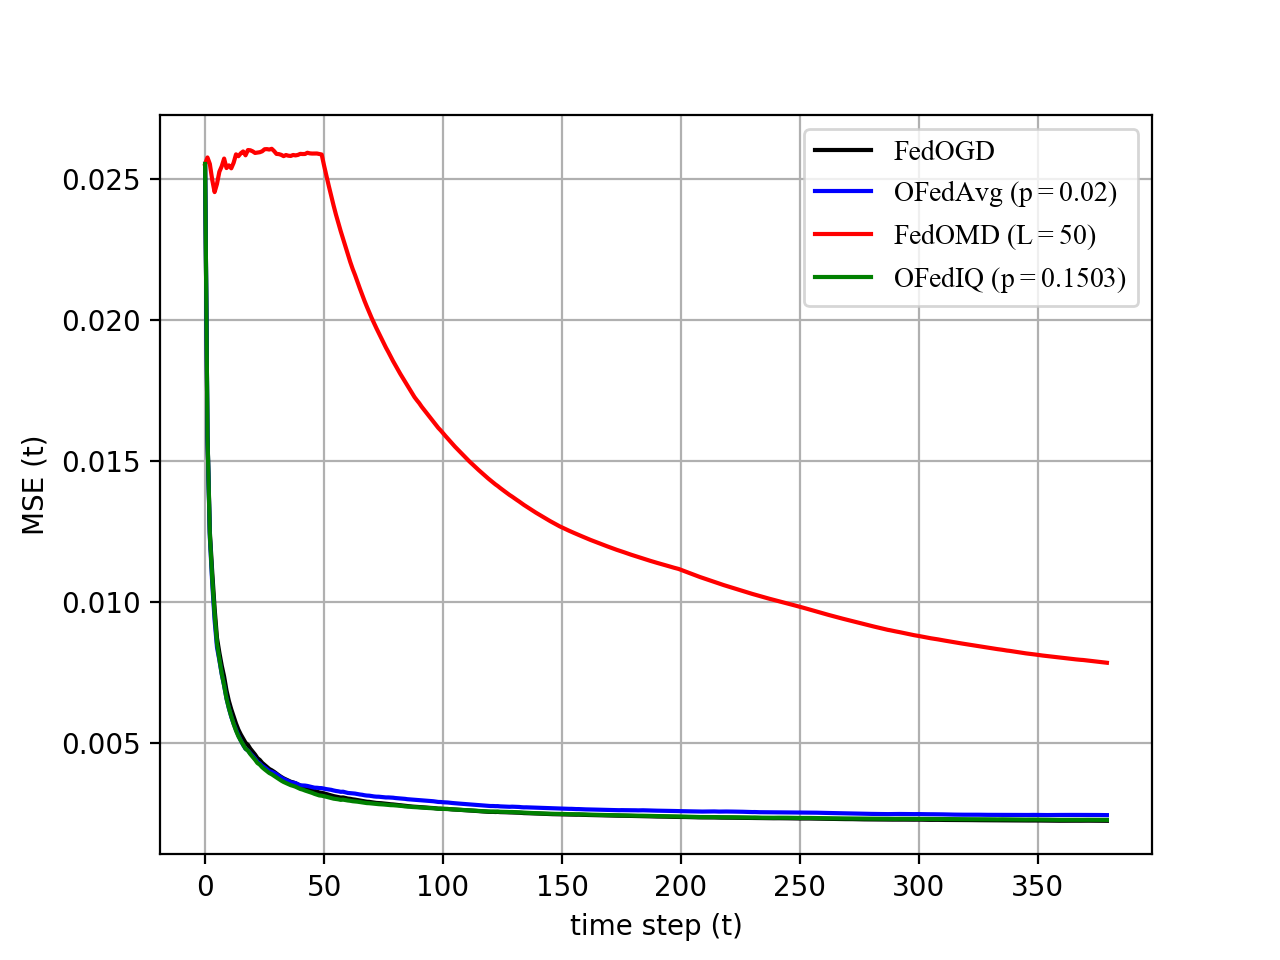 FedOGD
OFedAvg (p = 0.02)
FedOMD (L = 50)
OFedIQ (p = 0.1503)
0.025
0.020
0.015
0.010
0.005
MSE (t)
0 50 100 150 200 250 300 350
time step (t)